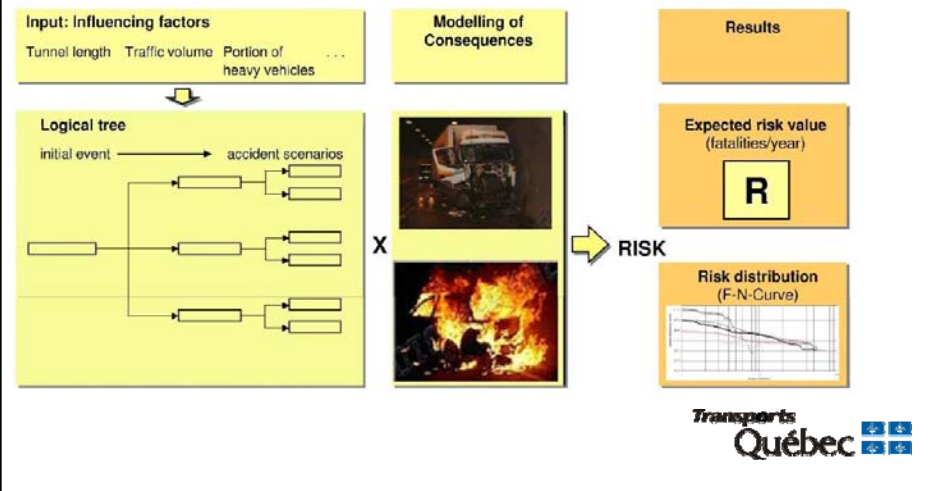 Input: Influencing factors
Tunnel length Traffic volume Portion of heavy vehicles ...
Modelling of
Consequences
Results
Logical tree
initial event accident scenarios
X
RISK
Expected risk value
(fatalities/year)
R
Risk distribution
(F-N-Curve)
Transports
Québec